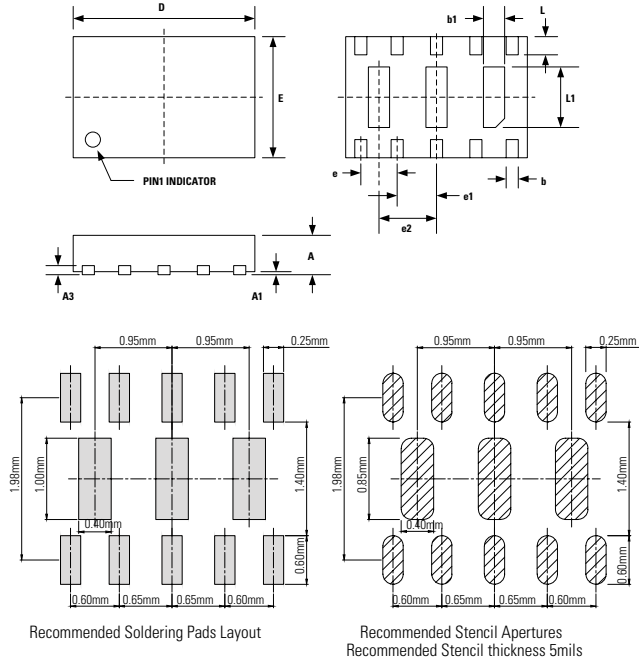 D
E
PIN1 INDICATOR
b1
L
L1
e
e1
b
e2
A
A3
A1
0.95mm
0.95mm
0.25mm
1.98mm
1.00mm
0.40mm
1.40mm
0.60mm
0.60mm
0.65mm
0.65mm
0.60mm
Recommended Soldering Pads Layout
0.95mm
0.95mm
0.25mm
1.98mm
0.85mm
0.40mm
1.40mm
0.60mm
0.60mm
0.65mm
0.65mm
0.60mm
Recommended Stencil Apertures
Recommended Stencil thickness 5mils